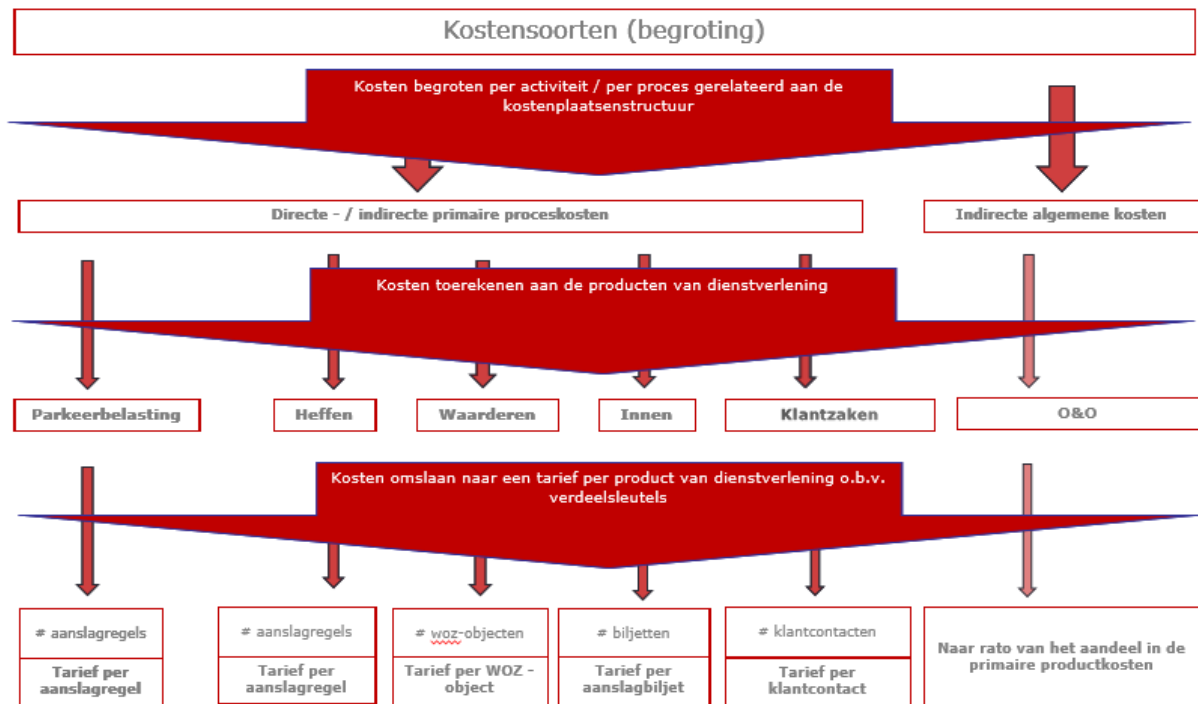 Kostensoorten (begroting)
Kosten begroten per activiteit / per proces gerelateerd aan de
kostenplaatsenstructuur
Directe - / indirecte primaire proceskosten
Indirecte algemene kosten
Kosten toerekenen aan de producten van dienstverlening
Parkeerbelasting
Heffen
Waarderen
Innen
Klantzaken
O&O
Kosten omslaan naar een tarief per product van dienstverlening o.b.v.
verdeelsleutels
# aanslagregels
Tarief per
aanslagregel
# aanslagregels
Tarief per
aanslagregel
# woz-objecten
Tarief per WOZ -
object
# biljetten
Tarief per
aanslagbiljet
# klantcontacten
Tarief per
klantcontact
Naar rato van het aandeel in de
primaire productkosten